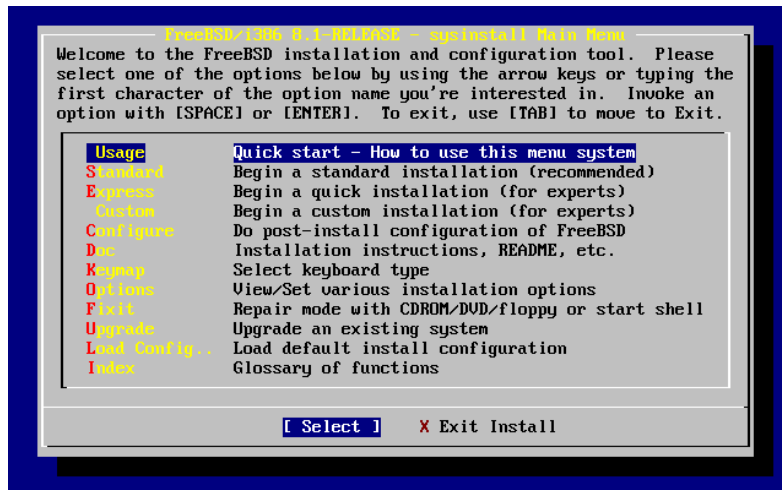 FreeBSD/i386 8.1-RELEASE - sysinstall Main Menu
Welcome to the FreeBSD installation and configuration tool.  Please
select one of the options below by using the arrow keys or typing the
first character of the option name you're interested in.  Invoke an
option with [SPACE] or [ENTER].  To exit, use [TAB] to move to Exit.
Usage Quick start - How to use this menu system
Standard Begin a standard installation (recommended)
Express Begin a quick installation (for experts)
Custom Begin a custom installation (for experts)
Configure Do post-install configuration of FreeBSD
Doc Installation instructions, README, etc.
Keymap Select keyboard type
Options View/Set various installation options
Fixit Repair mode with CDROM/DVD/floppy or start shell
Upgrade Upgrade an existing system
Load Config.. Load default install configuration
Index Glossary of functions
[ Select ] X Exit Install